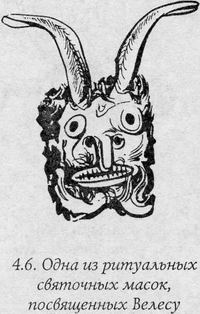 4.6. Одна из ритуальных
святочных масок,
посвященных Велесу